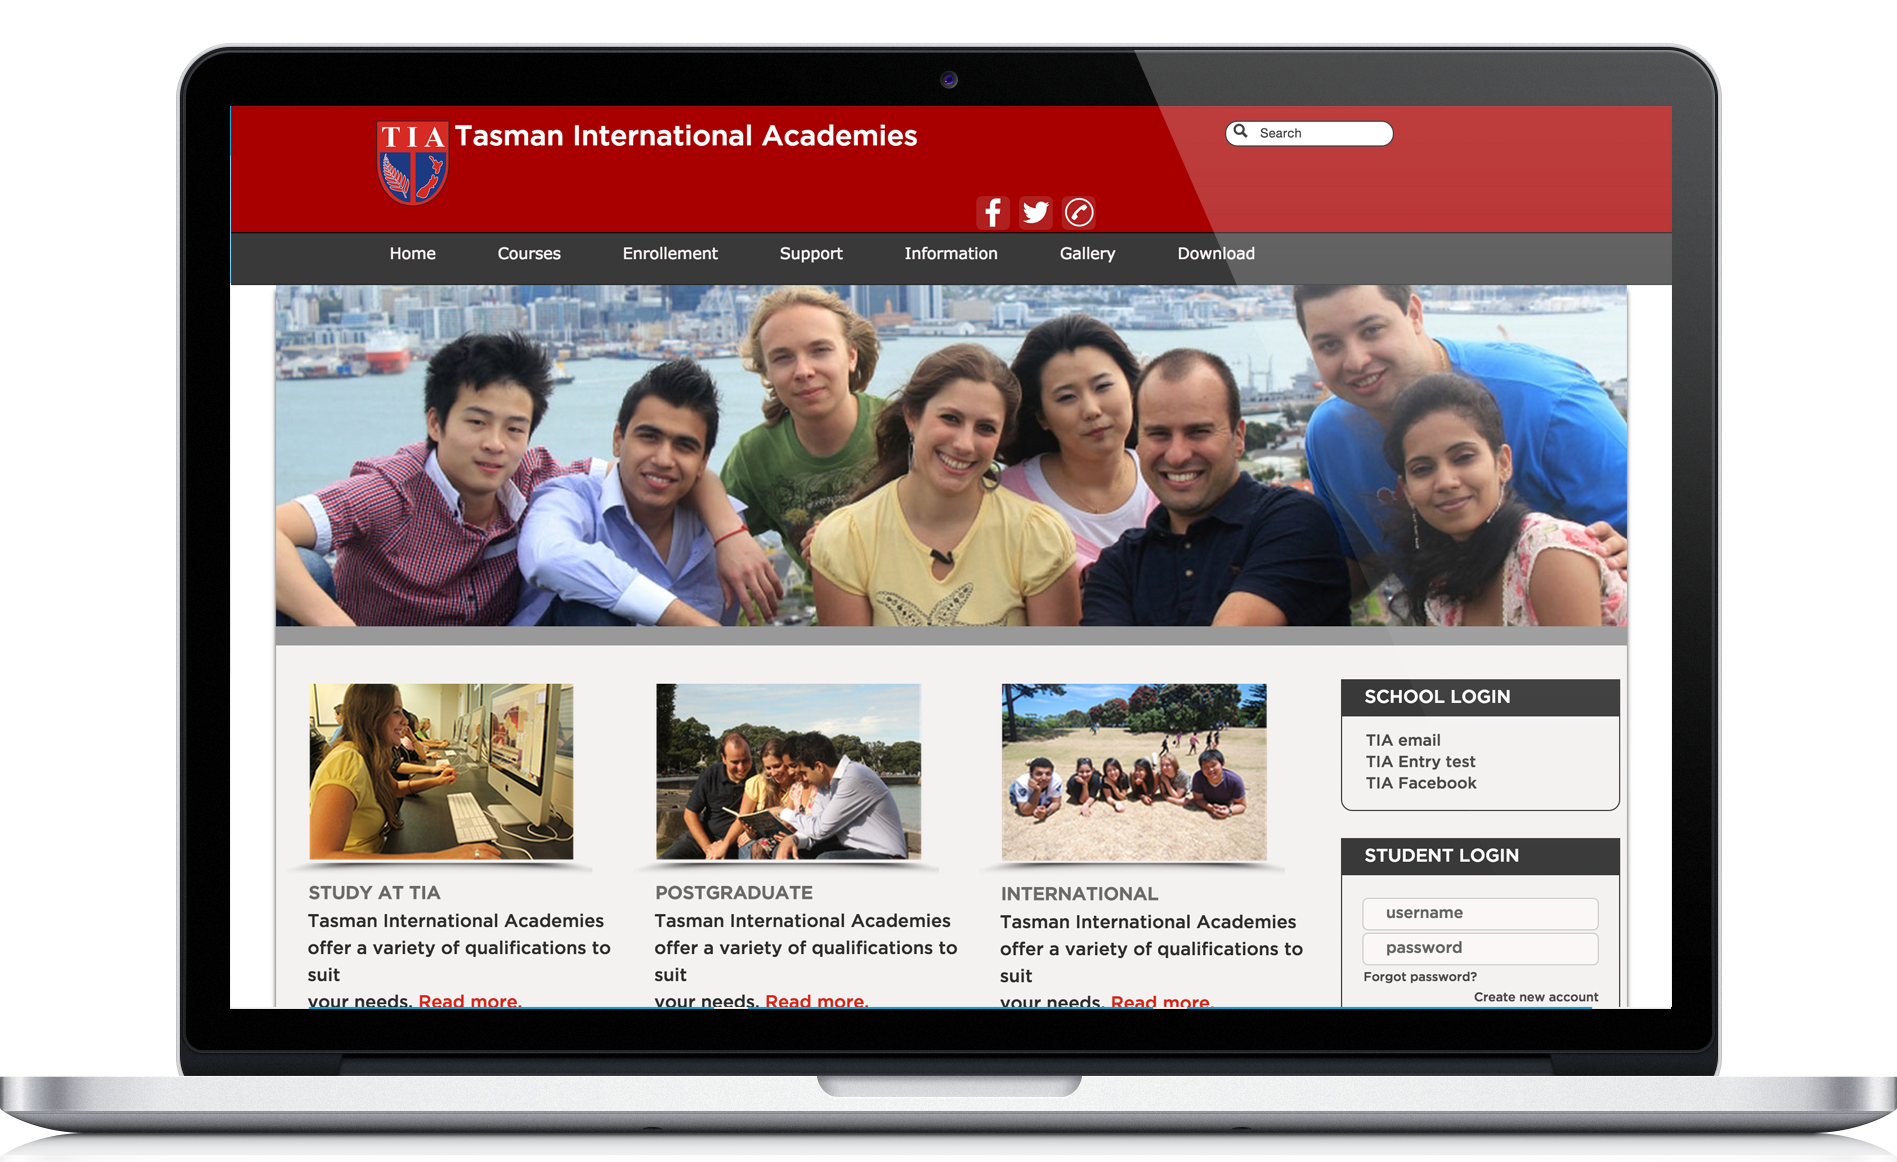 TIA
Tasman International Academies
Search
Home Courses Enrollement Support Information Gallery Download
STUDY AT TIA
Tasman International Academies
offer a variety of qualifications to
suit
your needs. Read more.
POSTGRADUATE
Tasman International Academies
offer a variety of qualifications to
suit
your needs. Read more.
INTERNATIONAL
Tasman International Academies
offer a variety of qualifications to
suit
your needs. Read more.
SCHOOL LOGIN
TIA email
TIA Entry test
TIA Facebook
STUDENT LOGIN
username
password
Forgot password?
Create new account